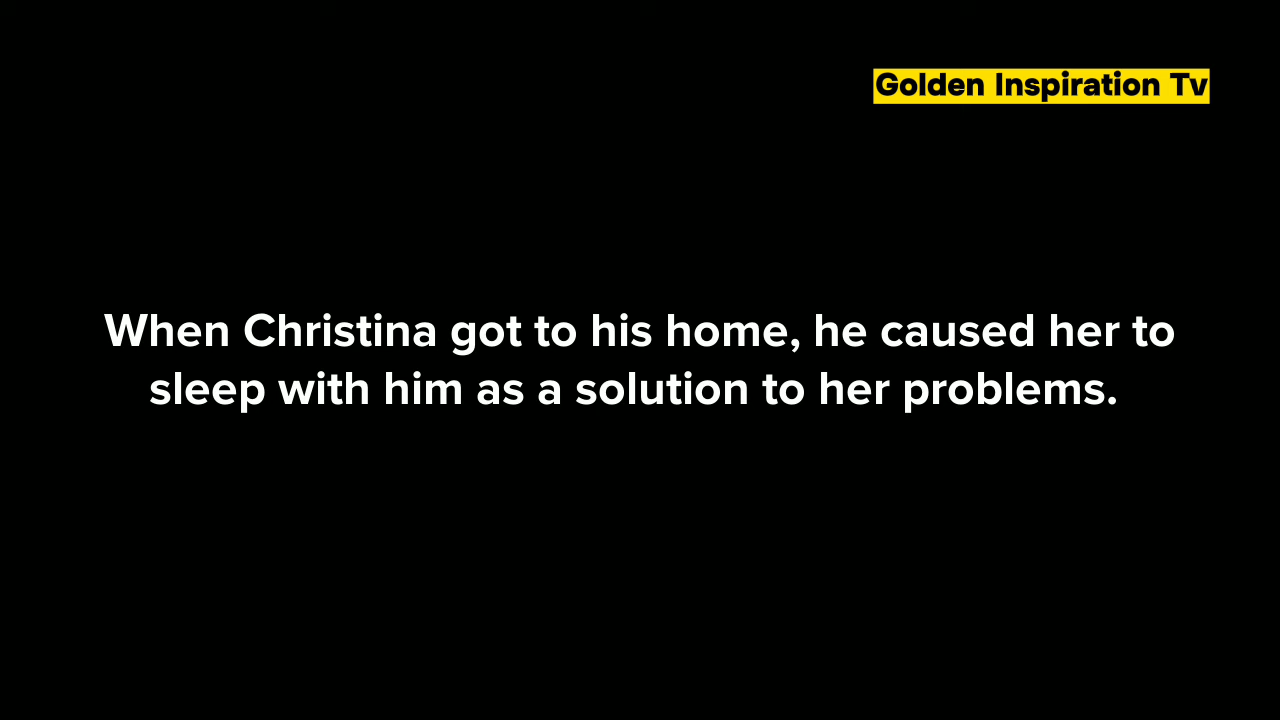 Golden Inspiration Tv
When Christina got to his home, he caused her to
sleep with him as a solution to her problems.